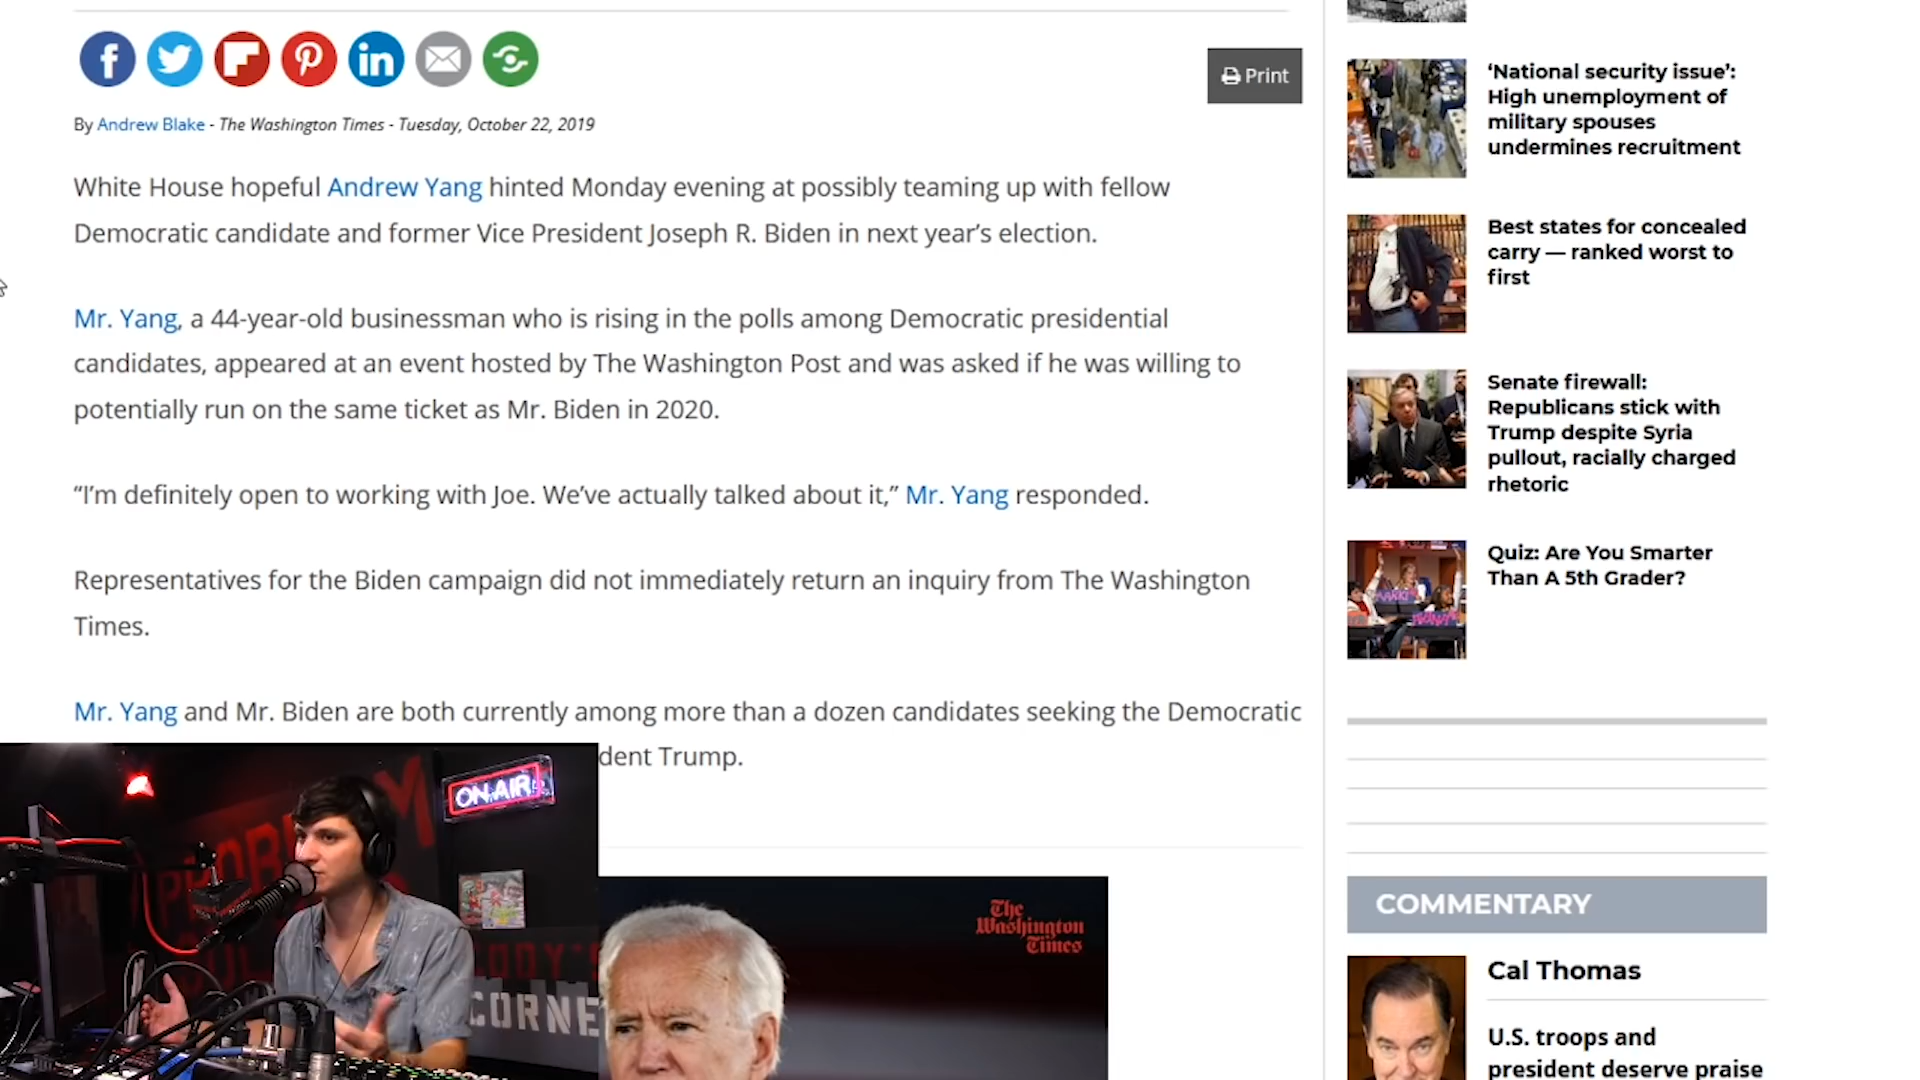 Print
By Andrew Blake - The Washington Times - Tuesday, October 22, 2019
White House hopeful Andrew Yang hinted Monday evening at possibly teaming up with fellow
Democratic candidate and former Vice President Joseph R. Biden in next year’s election.
Mr. Yang, a 44-year-old businessman who is rising in the polls among Democratic presidential
candidates, appeared at an event hosted by The Washington Post and was asked if he was willing to
potentially run on the same ticket as Mr. Biden in 2020.
“I’m definitely open to working with Joe. We’ve actually talked about it,” Mr. Yang responded.
Representatives for the Biden campaign did not immediately return an inquiry from The Washington
Times.
Mr. Yang and Mr. Biden are both currently among more than a dozen candidates seeking the Democratic
dent Trump.
ON AIR
CORNE
The
Washington
Times
‘National security issue’:
High unemployment of
military spouses
undermines recruitment
Best states for concealed
carry — ranked worst to
first
Senate firewall:
Republicans stick with
Trump despite Syria
pullout, racially charged
rhetoric
Quiz: Are You Smarter
Than A 5th Grader?
COMMENTARY
Cal Thomas
U.S. troops and
president deserve praise